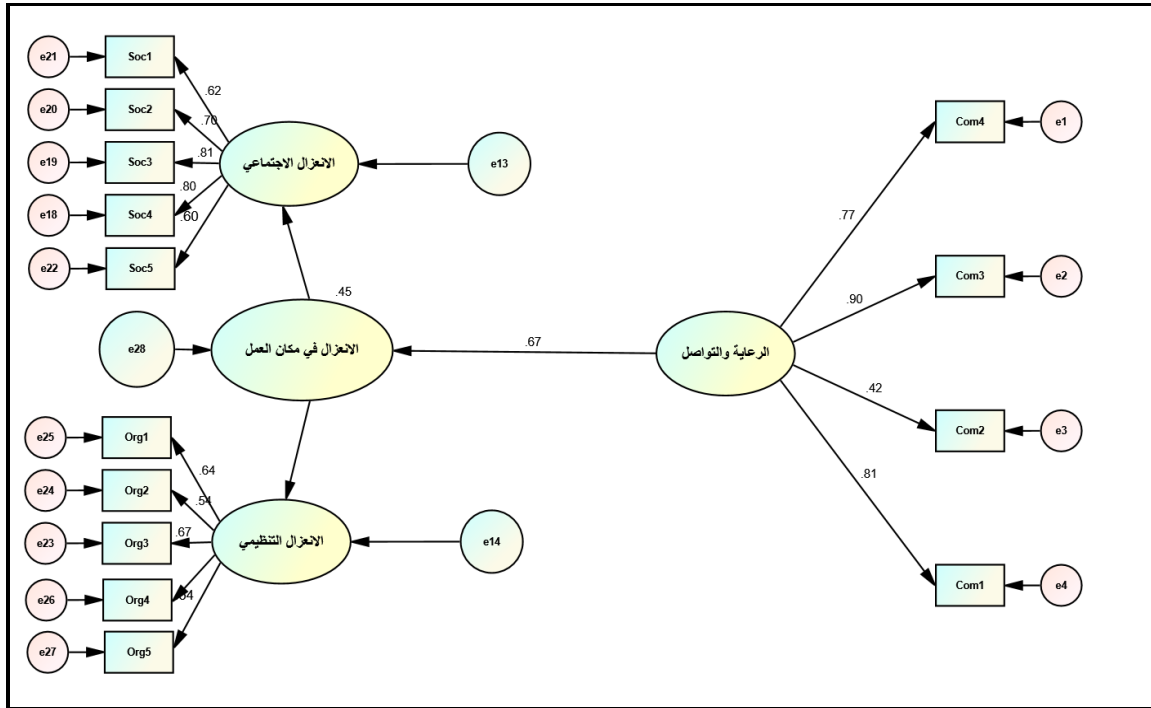 e21
Soc1
.62
e20
Soc2
.70
e19
Soc3
.81
الانعزال الاجتماعي
e13
e18
Soc4
.80
.60
e22
Soc5
.45
e28
الانعزال في مكان العمل
.67
الرعاية والتواصل
Com4
e1
.77
Com3
e2
.90
Com2
e3
.42
Com1
e4
.81
e25
Org1
.64
e24
Org2
.54
e23
Org3
.67
الانعزال التنظيمي
e14
e26
Org4
e27
Org5